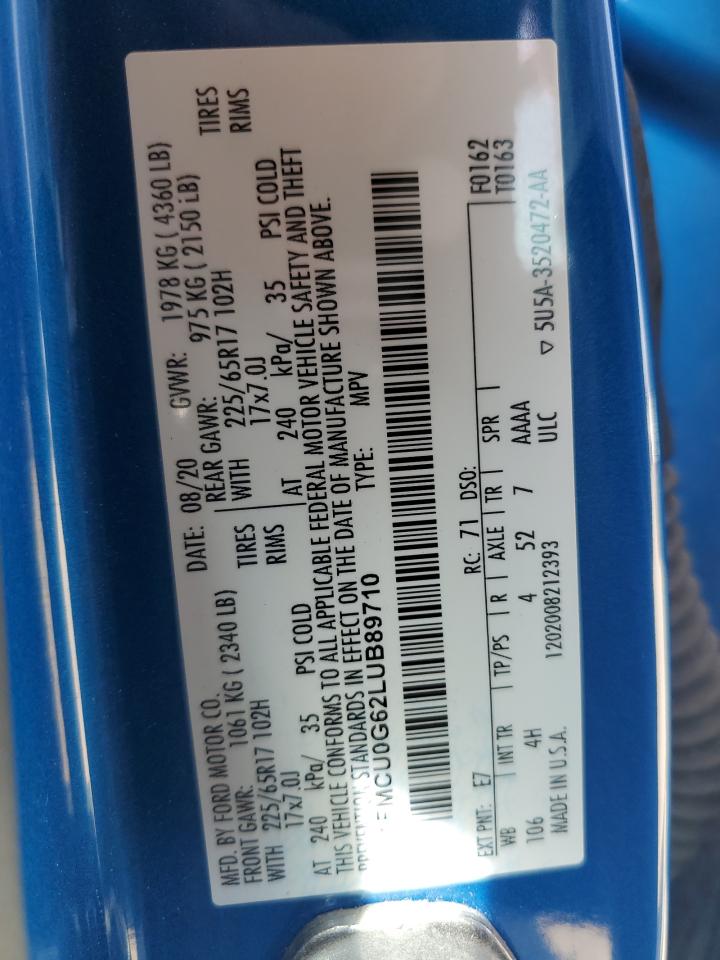 MFD. BY FORD MOTOR CO.
DATE: 08/20 GVWR: 1978 KG ( 4360 LB)
FRONT GAWR: 1061 KG ( 2340 LB) REAR GAWR: 975 KG ( 2150 LB)
WITH 225/65R17 102H TIRES WITH 225/65R17 102H TIRES
17x7.0J RIMS 17x7.0J RIMS
AT 240 kPa/ 35 PSI COLD AT 240 kPa/ 35 PSI COLD
THIS VEHICLE CONFORMS TO ALL APPLICABLE FEDERAL MOTOR VEHICLE SAFETY AND THEFT
PREVENTION STANDARDS IN EFFECT ON THE DATE OF MANUFACTURE SHOWN ABOVE.
FMCU0G62LUB89710 TYPE: MPV
EXT PNT: E7 RC: 71 DSO: F0162
WB INT TR TP/PS R AXLE TR SPR T0163
106 4H 4 52 7 AAAA
ULC
▽ 5U5A-3520472-AA
MADE IN U.S.A. 1202008212393